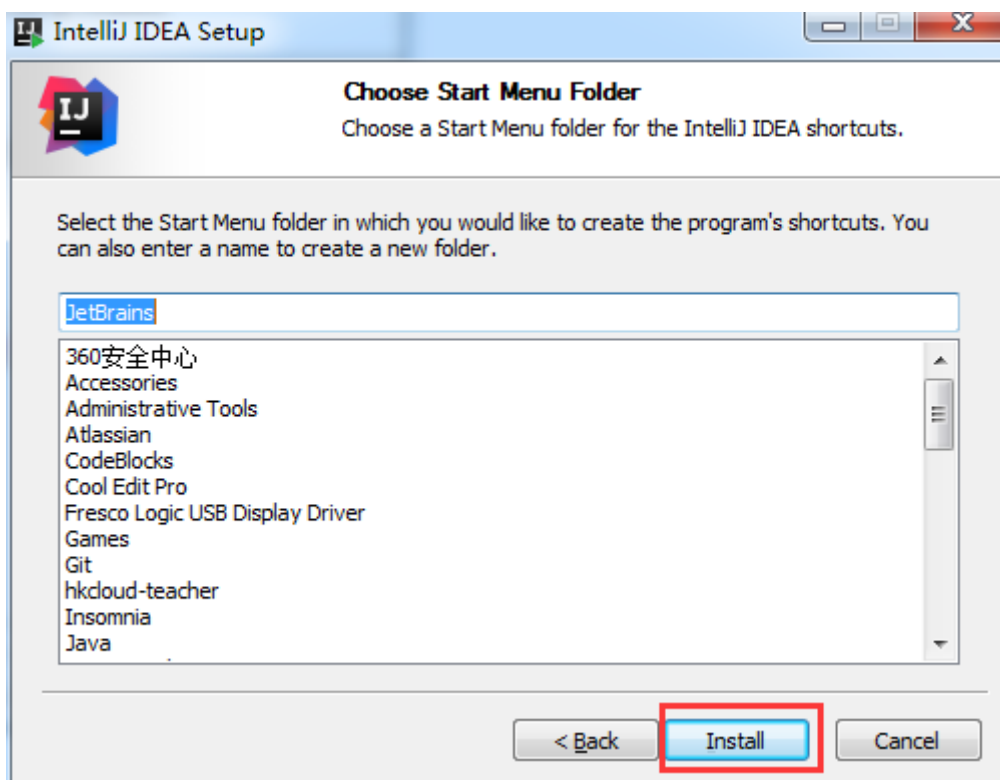 IntelliJ IDEA Setup
IJ
Choose Start Menu Folder
Choose a Start Menu folder for the IntelliJ IDEA shortcuts.
Select the Start Menu folder in which you would like to create the program's shortcuts. You
can also enter a name to create a new folder.
JetBrains
360安全中心
Accessories
Administrative Tools
Atlassian
CodeBlocks
Cool Edit Pro
Fresco Logic USB Display Driver
Games
Git
hkcloud-teacher
Insomnia
Java
< Back
Install
Cancel